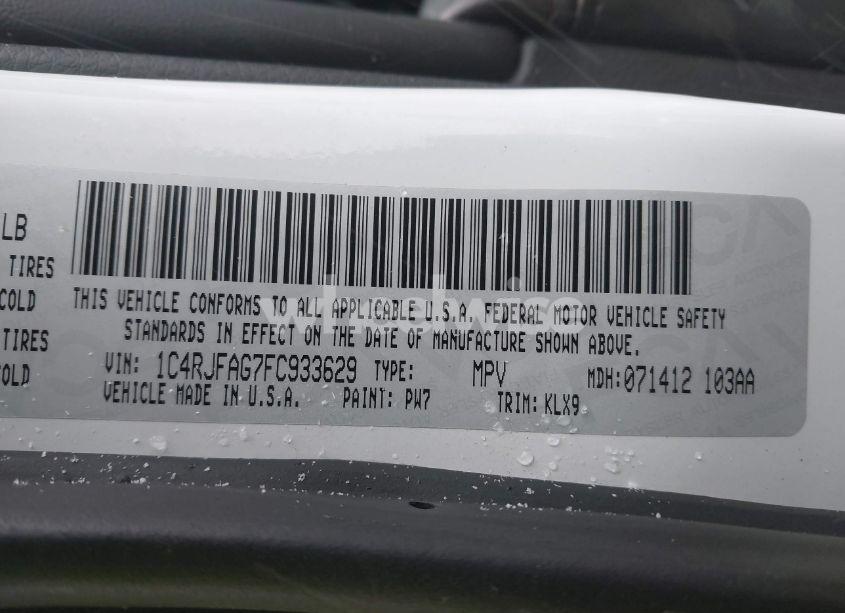 LB
TIRES
COLD
TIRES
COLD
THIS VEHICLE CONFORMS TO ALL APPLICABLE U.S.A. FEDERAL MOTOR VEHICLE SAFETY
STANDARDS IN EFFECT ON THE DATE OF MANUFACTURE SHOWN ABOVE.
VIN: 1C4RJFAG7FC933629 TYPE: MPV MDH:071412 103AA
VEHICLE MADE IN U.S.A. PAINT: PW7 TRIM: KLX9